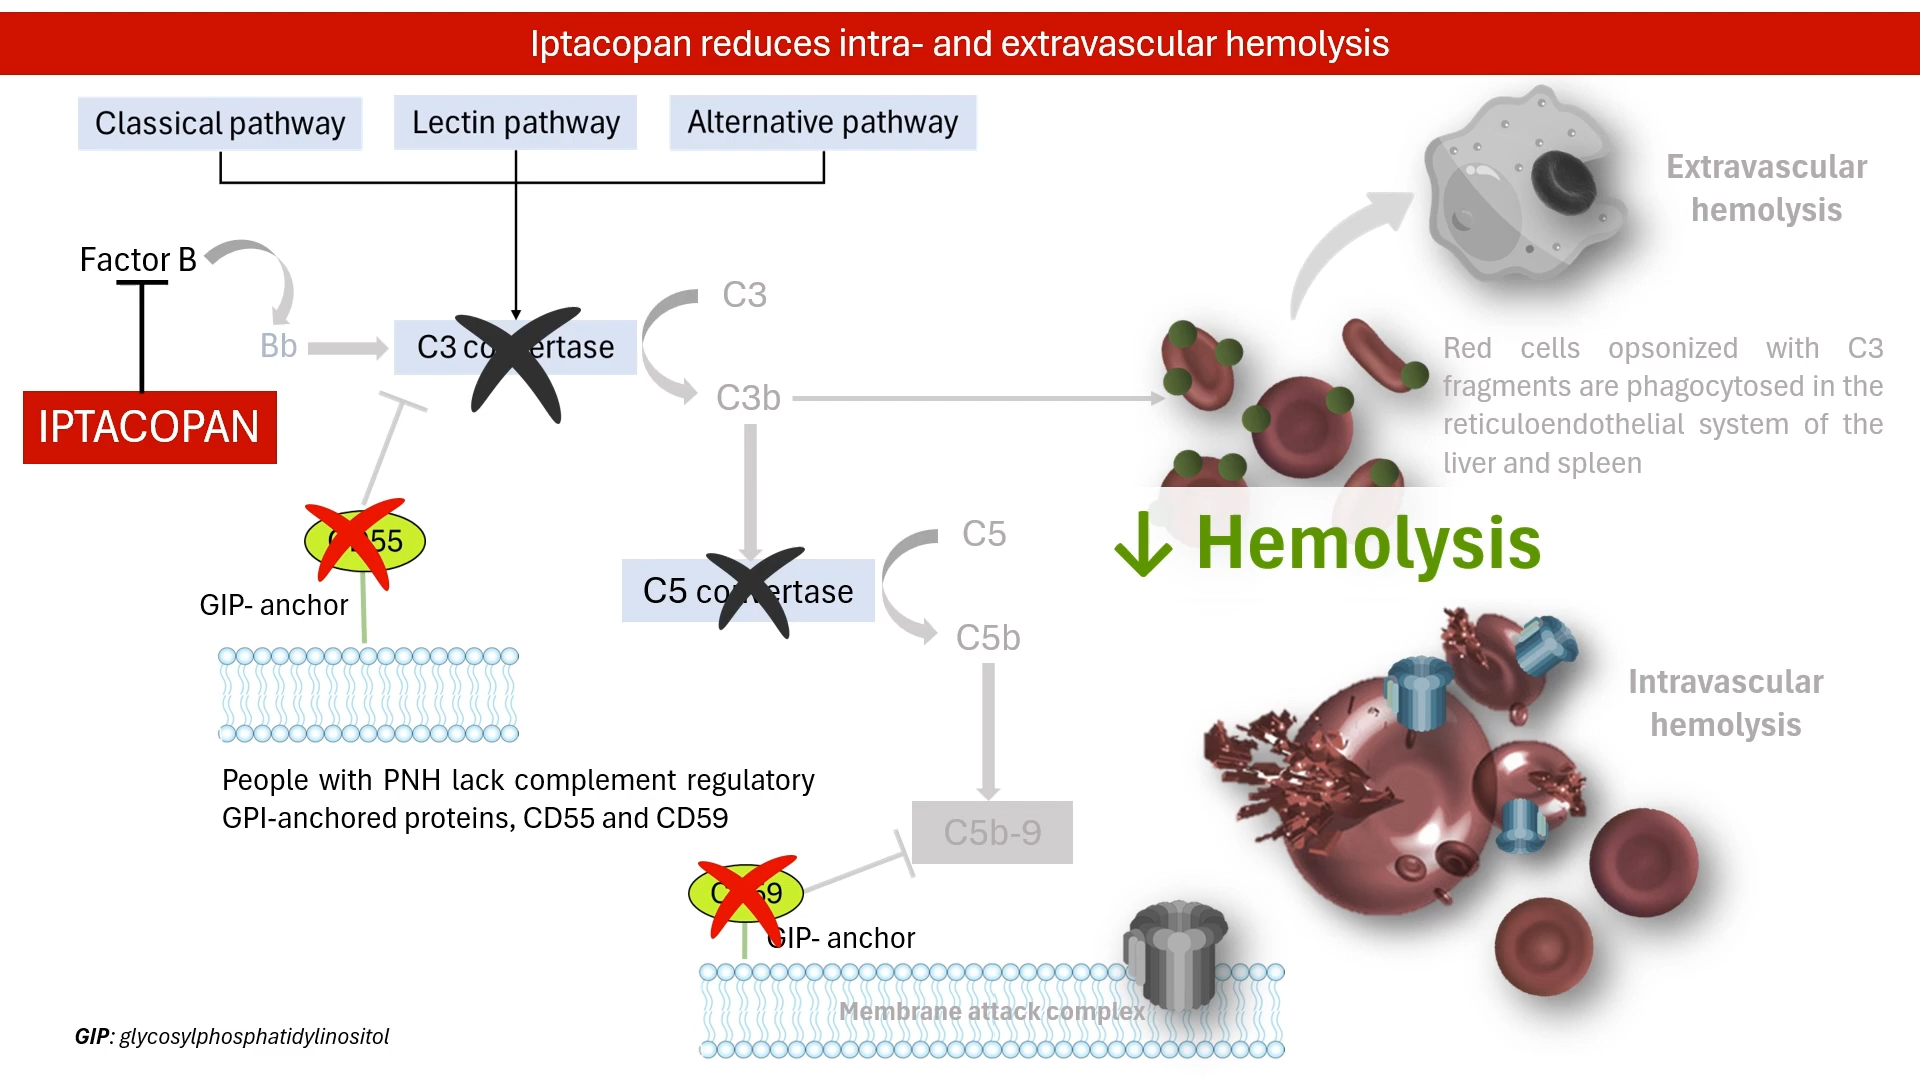 Iptacopan reduces intra- and extravascular hemolysis
Classical pathway
Lectin pathway
Alternative pathway
Extravascular
hemolysis
Factor B
C3
Bb
C3 convertase
C3b
IPTACOPAN
Red cells opsonized with C3
fragments are phagocytosed in the
reticuloendothelial system of the
liver and spleen
CD55
C5
↓ Hemolysis
GIP- anchor
C5 convertase
C5b
Intravascular
hemolysis
People with PNH lack complement regulatory
GPI-anchored proteins, CD55 and CD59
C5b-9
CD59
GIP- anchor
Membrane attack complex
GIP: glycosylphosphatidylinositol